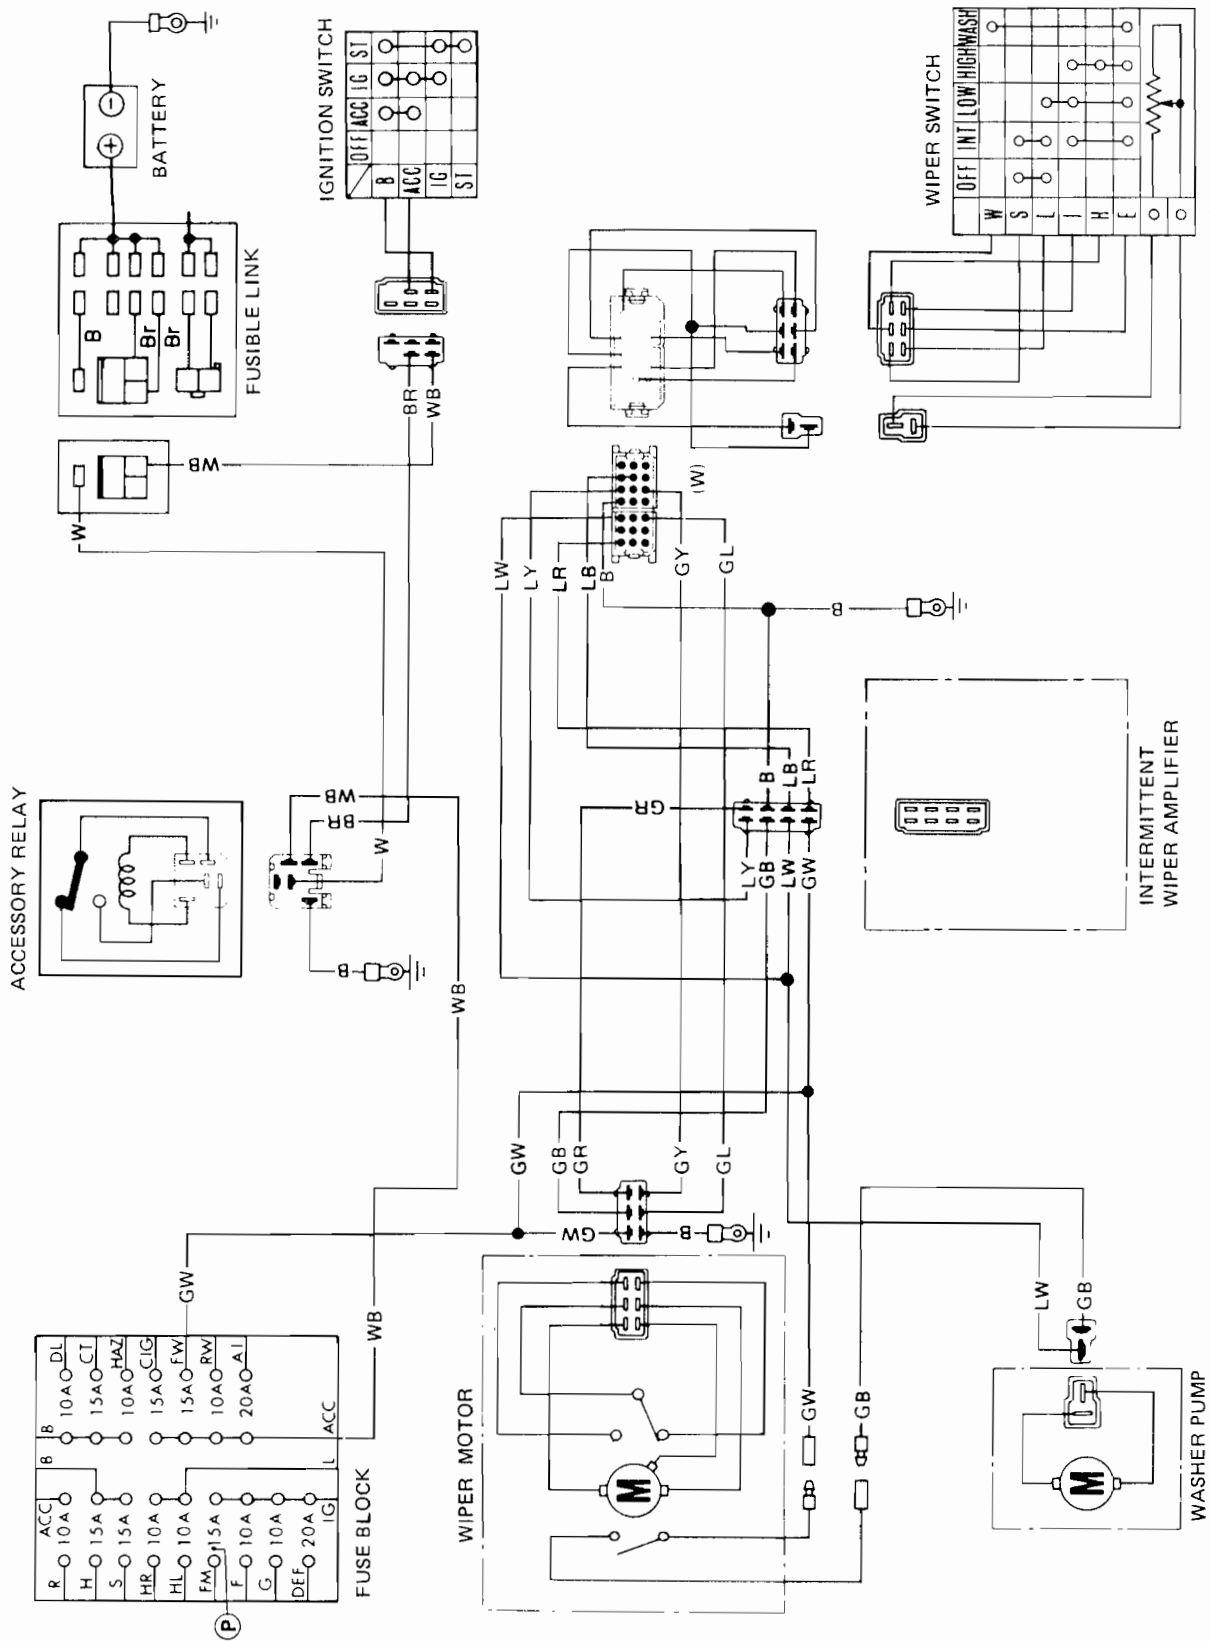 BATTERY
FUSIBLE LINK
B
Br
Br
WB
W
IGNITION SWITCH
OFF ACC IG ST
B
ACC
IG
ST
BR
WB
WIPER SWITCH
OFF INT LOW HIGH WASH
W
S
L
I
H
E
(W)
LW
LY
LR
LB
B
GY
GL
B
ACCESSORY RELAY
WB
BR
W
B
WB
GR
B
LB
LR
LY
GB
LW
GW
INTERMITTENT
WIPER AMPLIFIER
GW
GB
GR
GY
GL
GW
B
GW
WB
FUSE BLOCK
B
B
DL
10A
CT
15A
HAZ
10A
CIG
15A
FW
15A
RW
10A
AI
20A
ACC
L
ACC
R
10A
H
15A
S
15A
HR
10A
HL
10A
FM
15A
F
10A
G
10A
DEF
20A
IG
P
WIPER MOTOR
M
GW
GB
LW
GB
WASHER PUMP
M